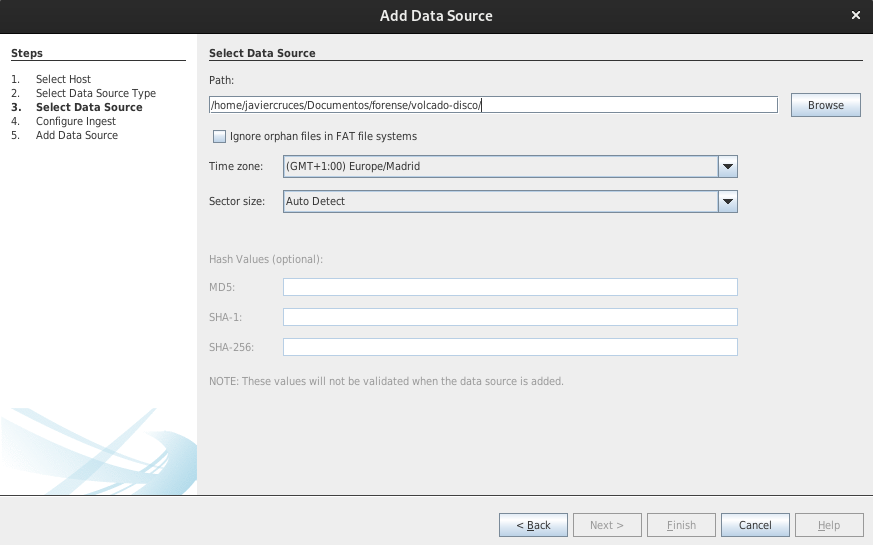 Add Data Source
×
Steps
1. Select Host
2. Select Data Source Type
3. Select Data Source
4. Configure Ingest
5. Add Data Source
Select Data Source
Path:
/home/javiercruces/Documentos/forense/volcado-disco/
Browse
Ignore orphan files in FAT file systems
Time zone: (GMT+1:00) Europe/Madrid
Sector size: Auto Detect
Hash Values (optional):
MD5:
SHA-1:
SHA-256:
NOTE: These values will not be validated when the data source is added.
< Back Next > Finish Cancel Help